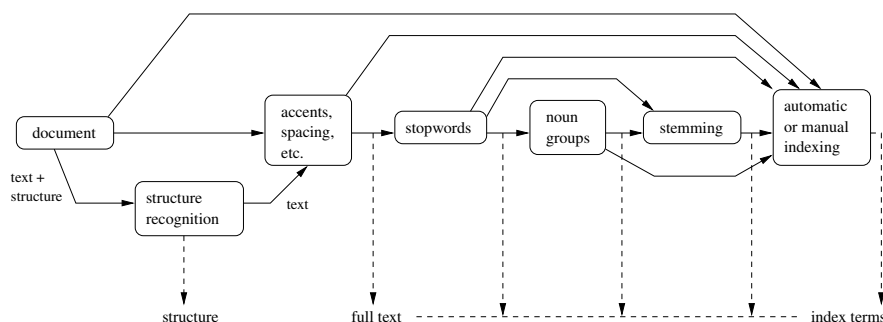 document
text +
structure
structure
recognition
text
accents,
spacing,
etc.
stopwords
noun
groups
stemming
automatic
or manual
indexing
structure
full text
index terms